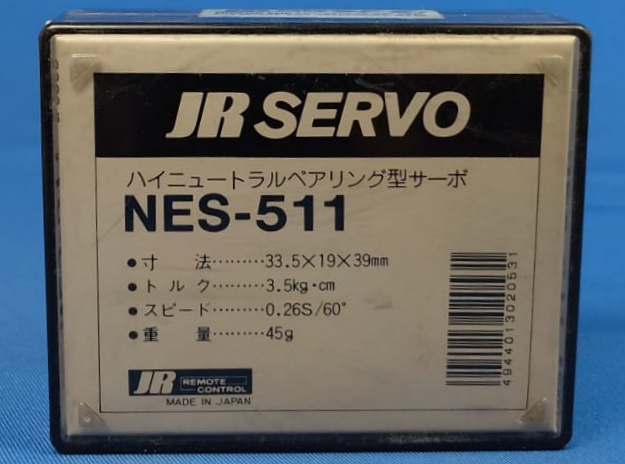 JR SERVO
ハイニュートラルベアリング型サーボ
NES-511
●寸　法………33.5×19×39mm
●トルク………3.5kg・cm
●スピード………0.26S/60°
●重　量………45g
4944013020531
JR REMOTE CONTROL
MADE IN JAPAN